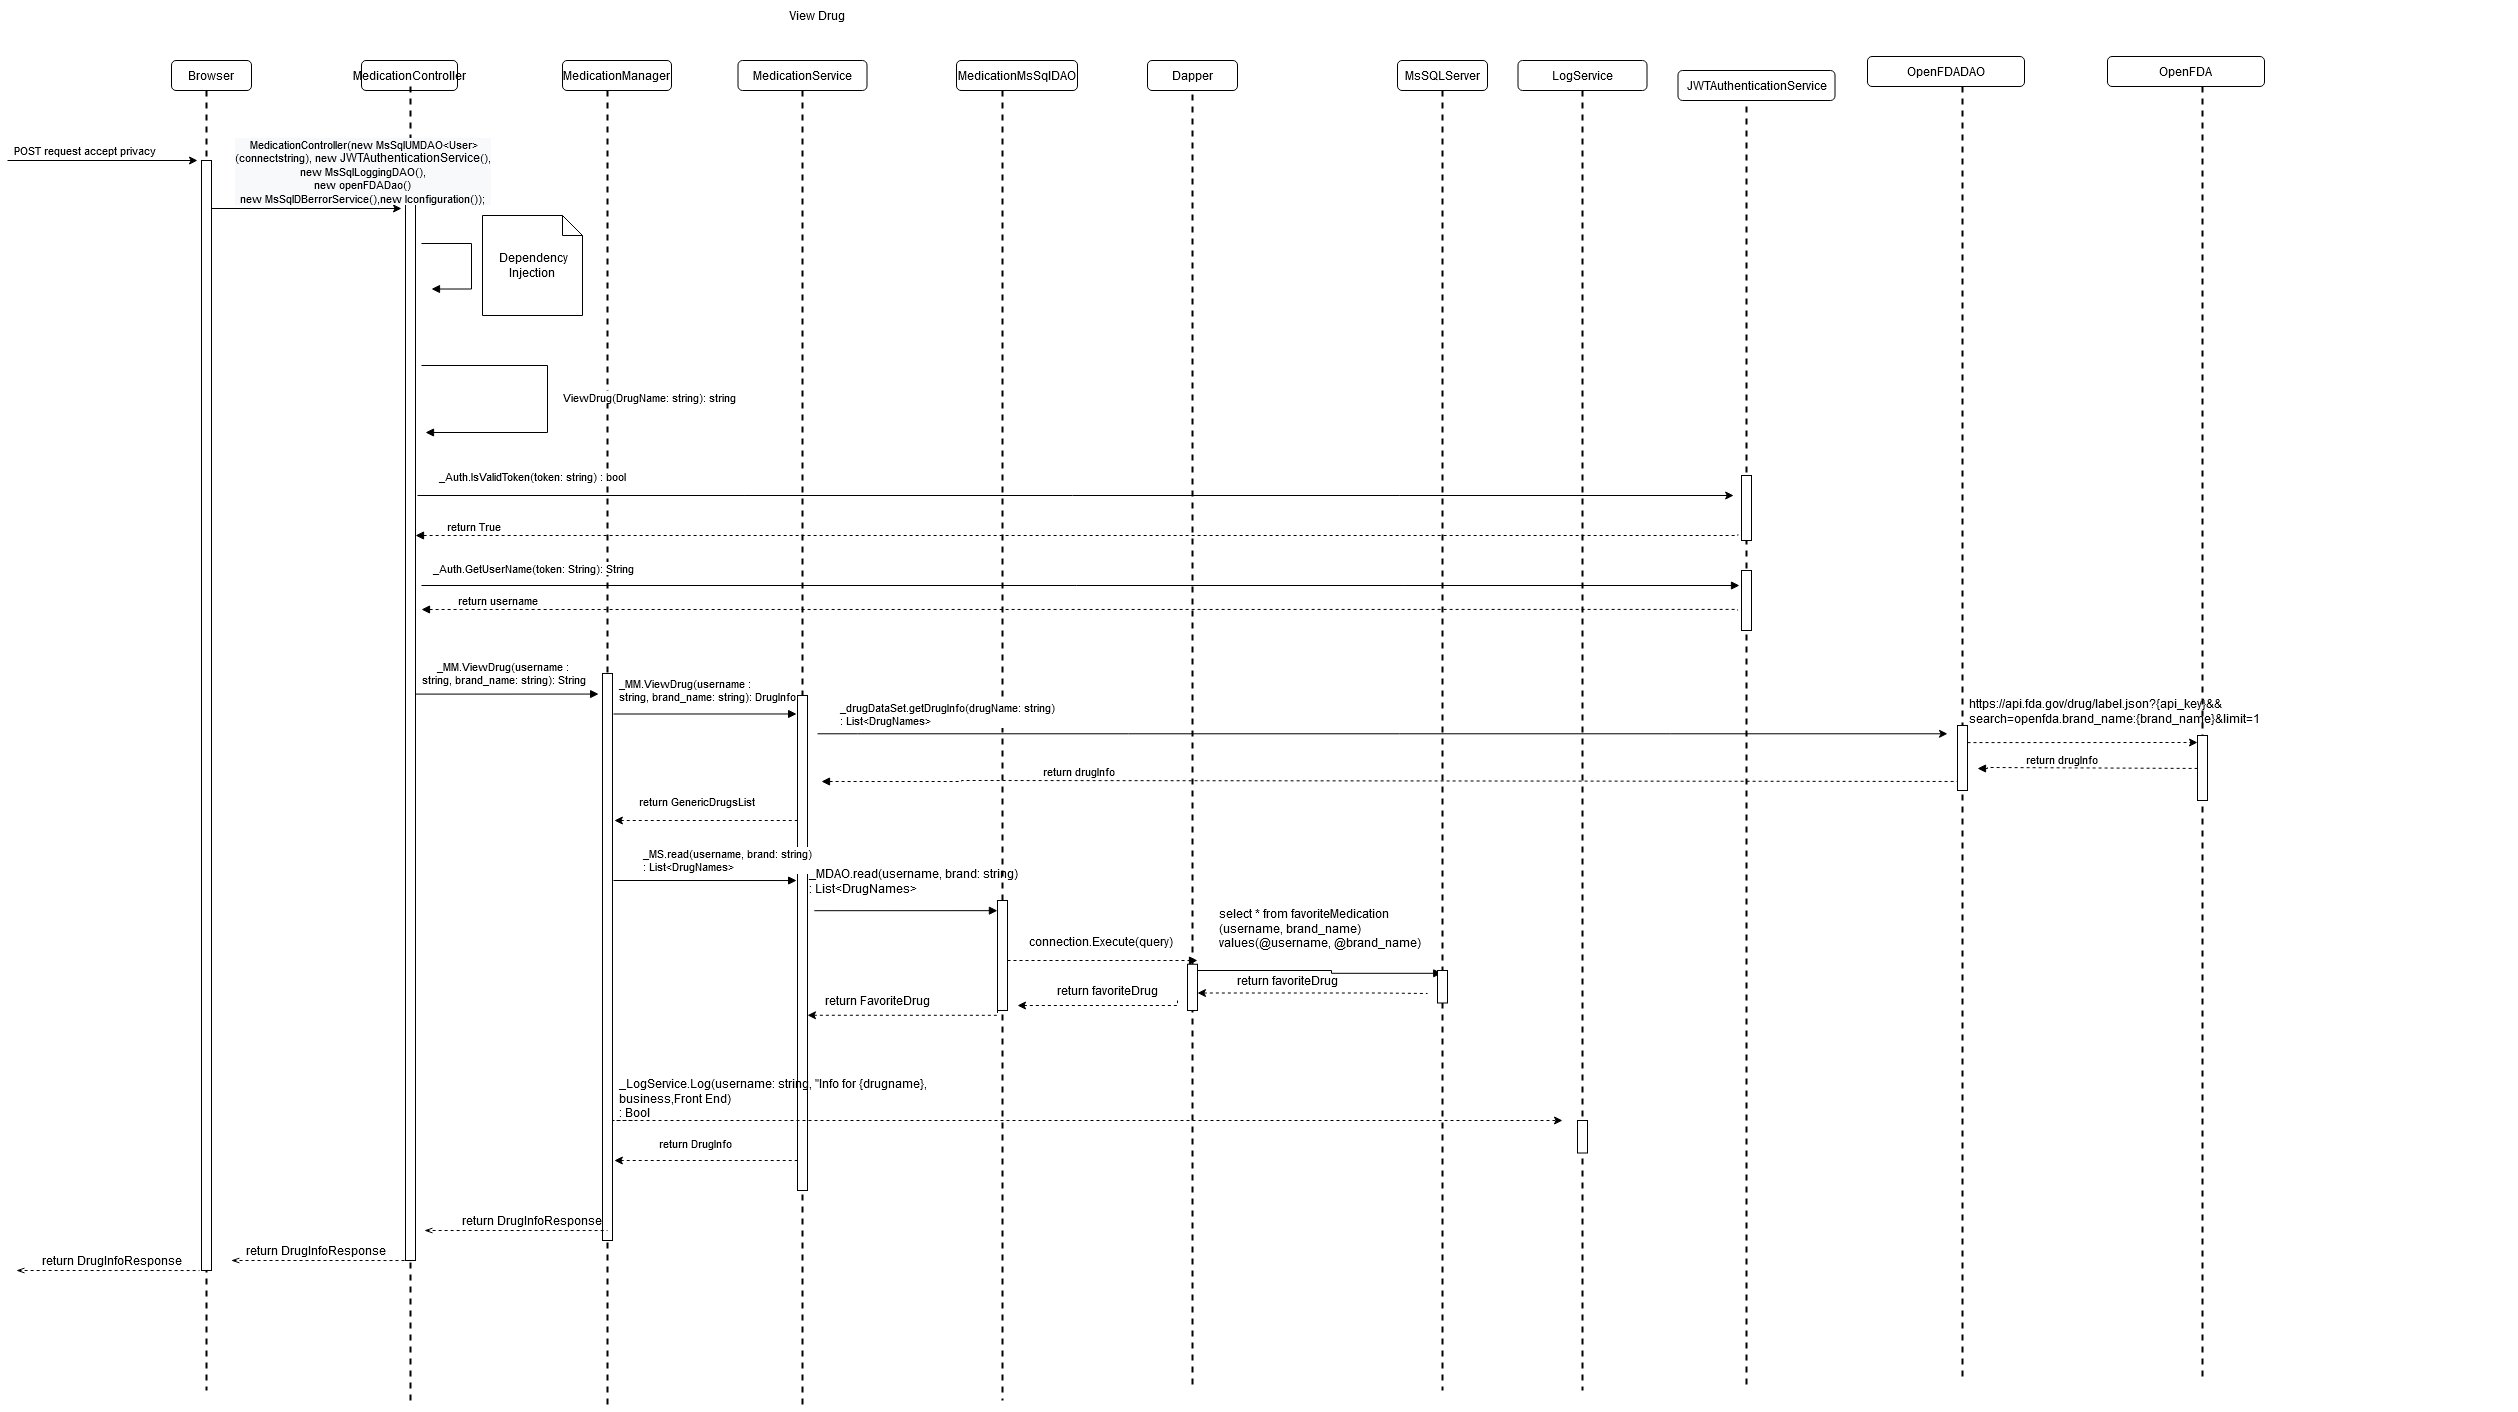 View Drug
Browser
MedicationController
MedicationManager
MedicationService
MedicationMsSqlDAO
Dapper
MsSQLServer
LogService
JWTAuthenticationService
OpenFDADAO
OpenFDA
POST request accept privacy
MedicationController(new MsSqlUMDAO<User>
(connectstring), new JWTAuthenticationService(),
new MsSqlLoggingDAO(),
new openFDADao()
new MsSqlDBerrorService(),new Iconfiguration());
Dependency
Injection
ViewDrug(DrugName: string): string
_Auth.IsValidToken(token: string) : bool
return True
_Auth.GetUserName(token: String): String
return username
_MM.ViewDrug(username :
string, brand_name: string): String
_MM.ViewDrug(username :
string, brand_name: string): DrugInfo
_drugDataSet.getDrugInfo(drugName: string)
: List<DrugNames>
https://api.fda.gov/drug/label.json?{api_key}&&
search=openfda.brand_name:{brand_name}&limit=1
return drugInfo
return drugInfo
return GenericDrugsList
_MS.read(username, brand: string)
: List<DrugNames>
_MDAO.read(username, brand: string)
: List<DrugNames>
select * from favoriteMedication
(username, brand_name)
values(@username, @brand_name)
connection.Execute(query)
return favoriteDrug
return favoriteDrug
return FavoriteDrug
_LogService.Log(username: string, "Info for {drugname},
business,Front End)
: Bool
return DrugInfo
return DrugInfoResponse
return DrugInfoResponse
return DrugInfoResponse